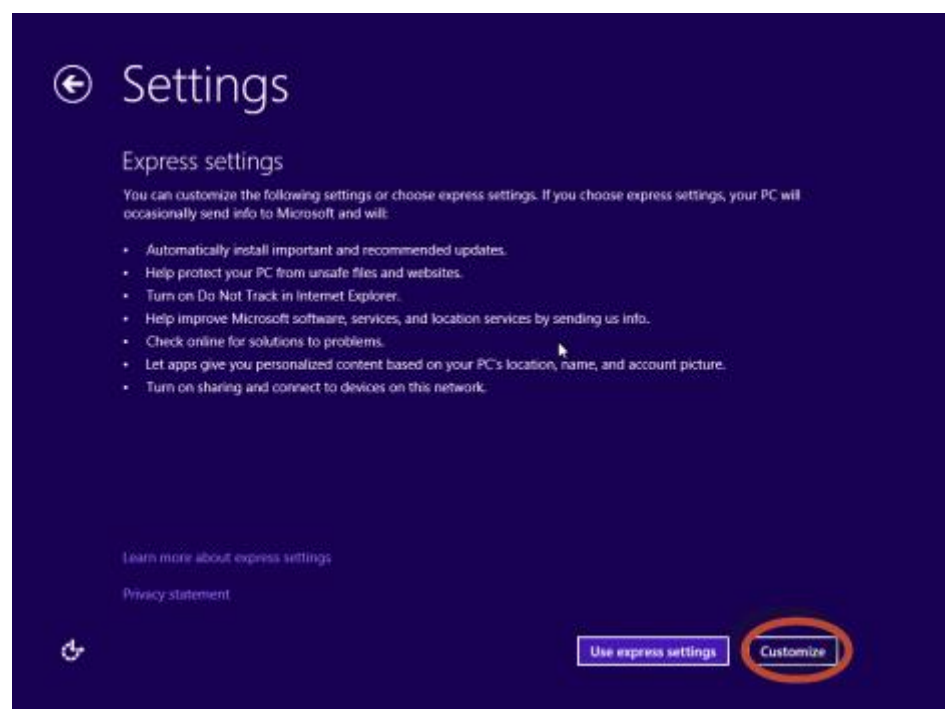 Settings
Express settings
You can customize the following settings or choose express settings. If you choose express settings, your PC will
occasionally send info to Microsoft and will:
• Automatically install important and recommended updates.
• Help protect your PC from unsafe files and websites.
• Turn on Do Not Track in Internet Explorer.
• Help improve Microsoft software, services, and location services by sending us info.
• Check online for solutions to problems.
• Let apps give you personalized content based on your PC's location, name, and account picture.
• Turn on sharing and connect to devices on this network.
Learn more about express settings
Privacy statement
Use express settings Customize